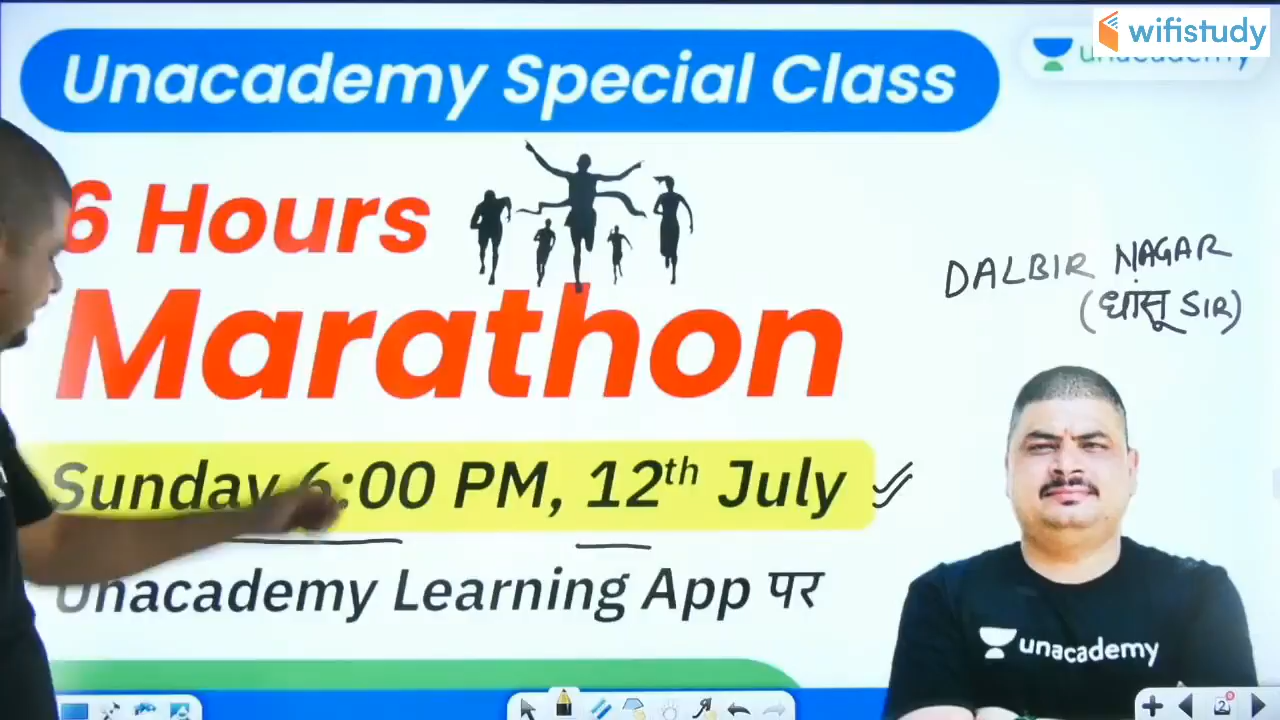 Unacademy Special Class
wifistudy
unacademy
6 Hours
Marathon
DALBIR NAGAR
(धांसू SIR)
Sunday 6:00 PM, 12th July
Unacademy Learning App पर
unacademy
2